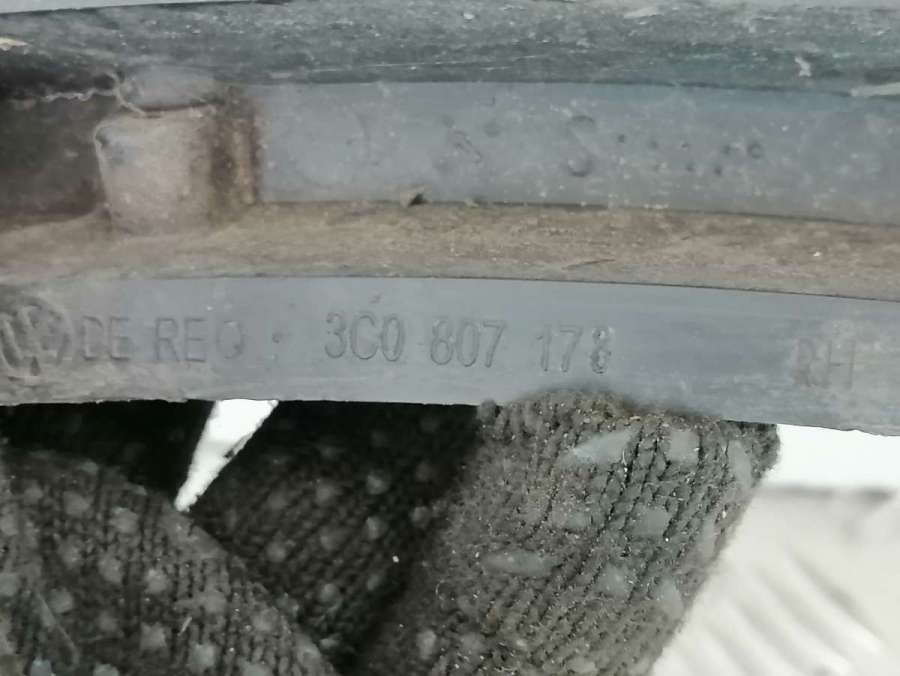 DE REG · 3C0 807 178 RH